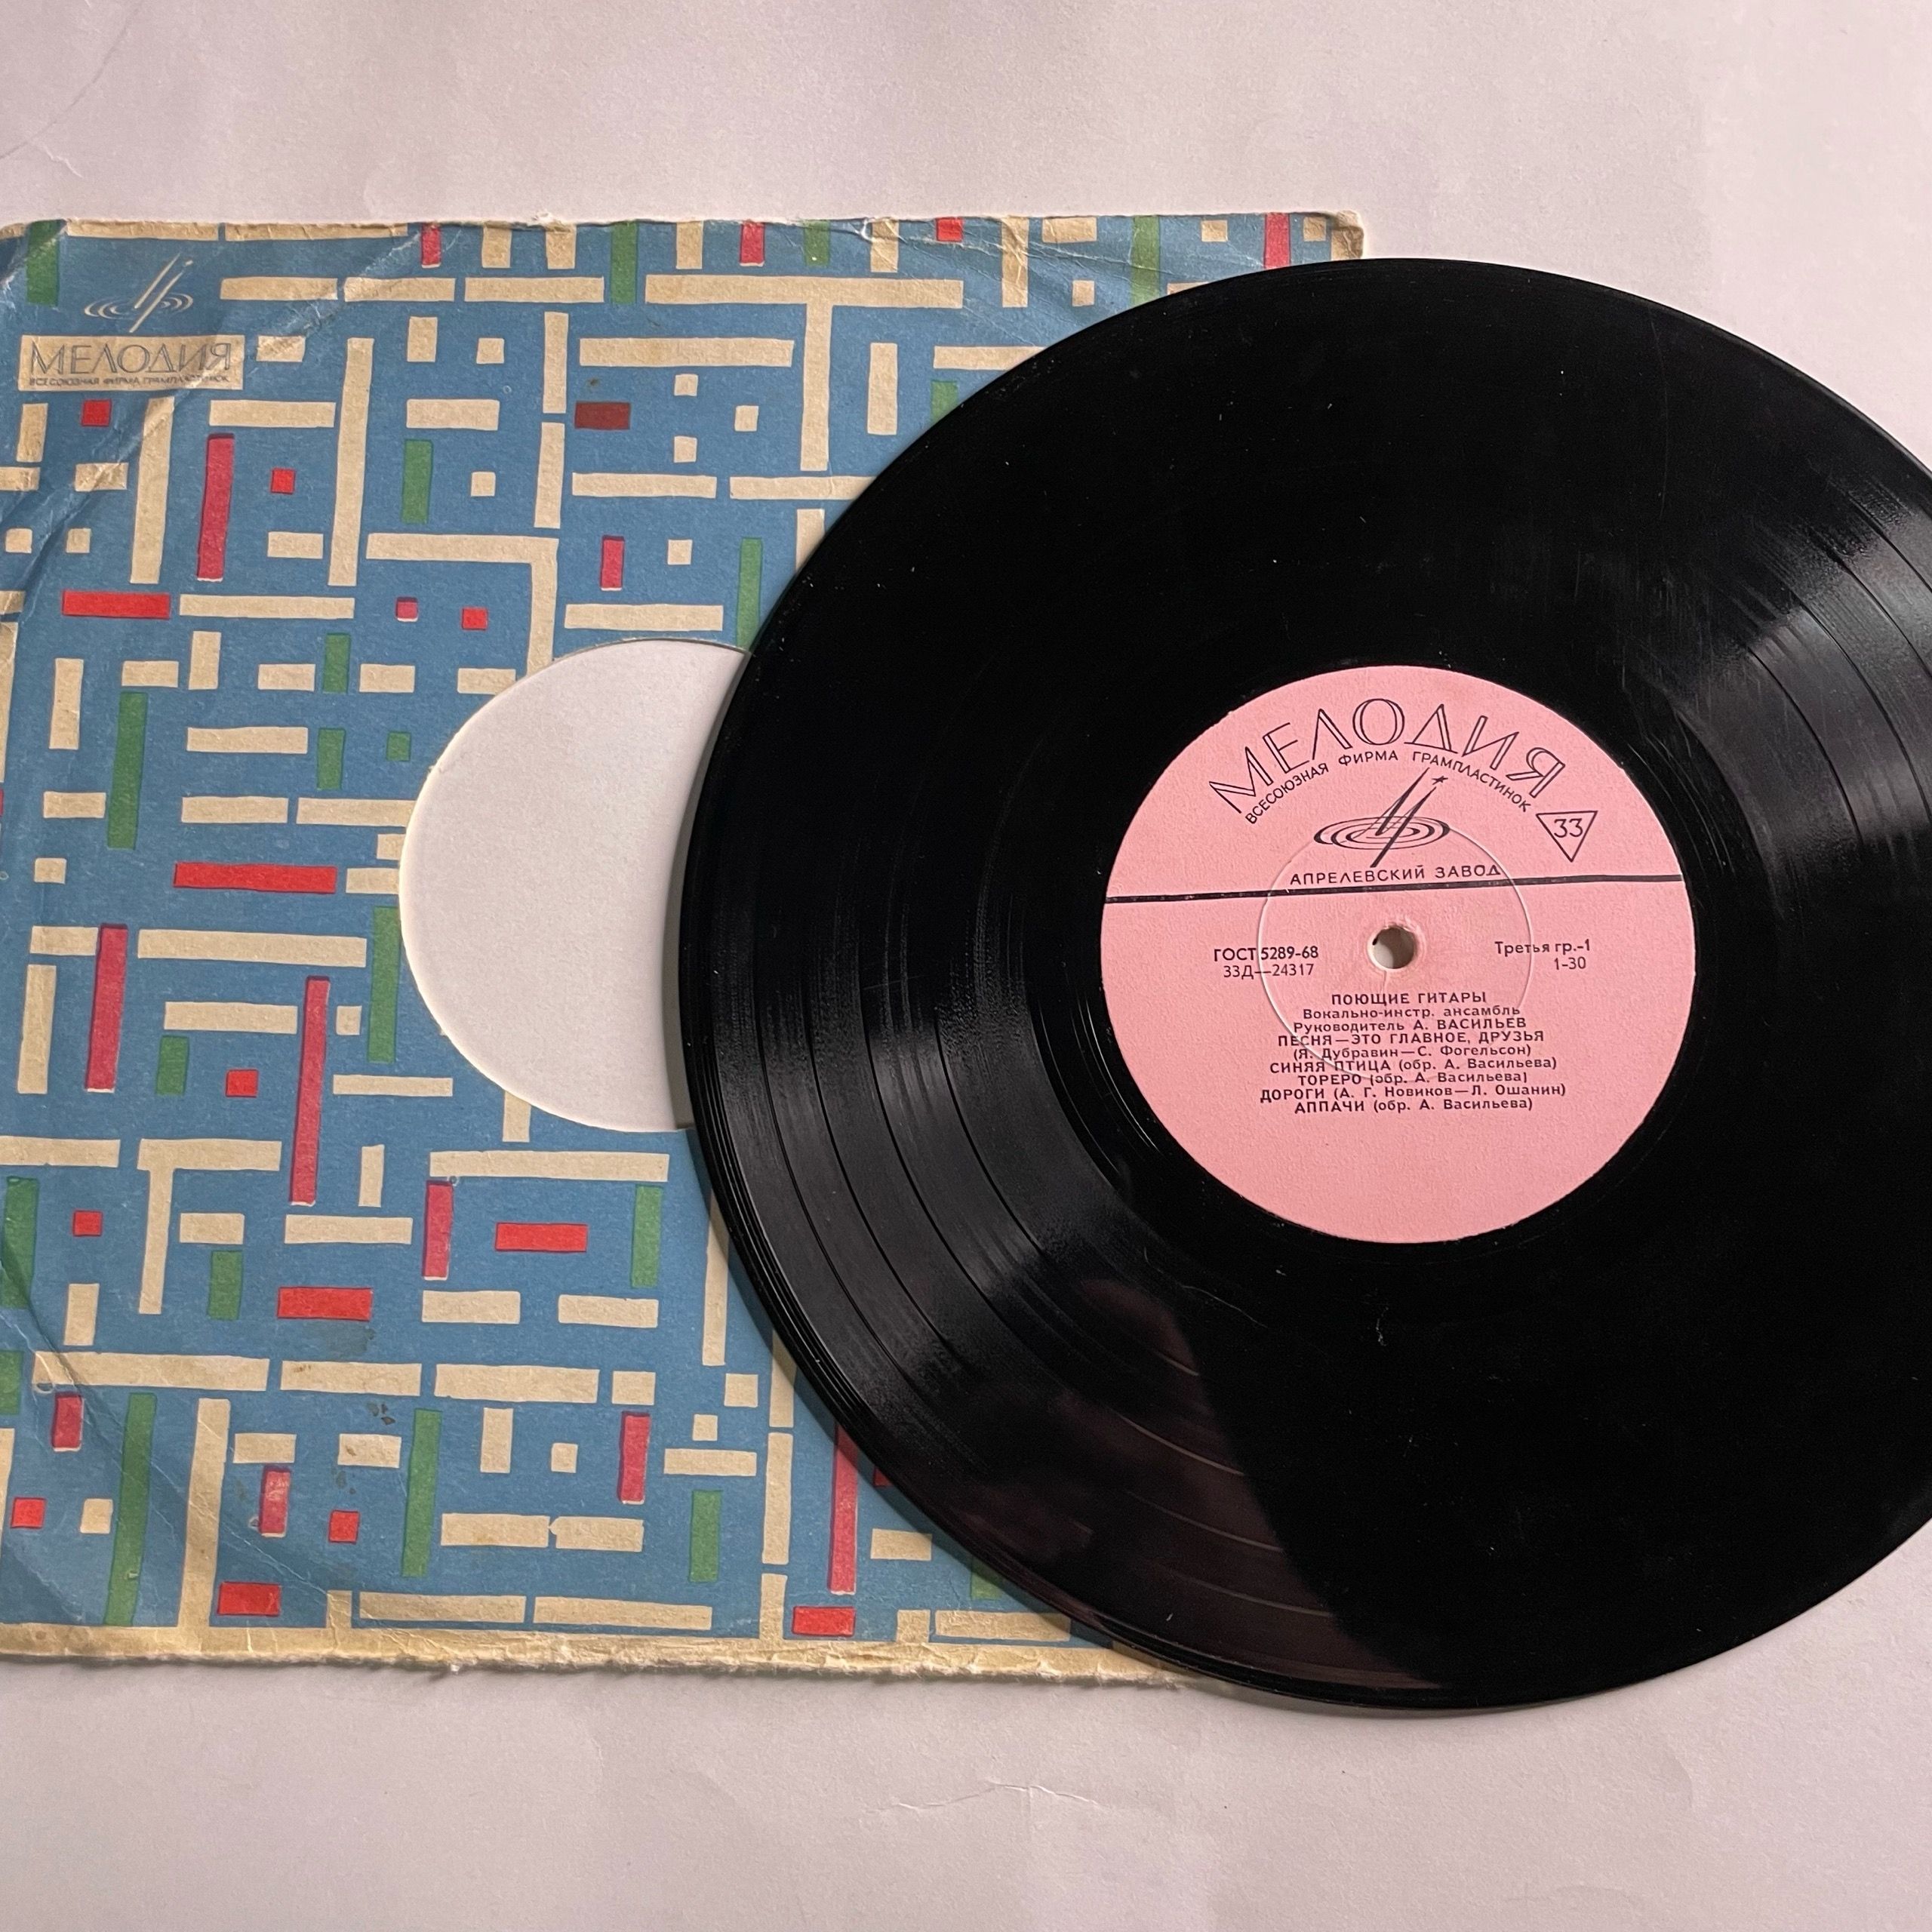 МЕЛОДИЯ
ВСЕСОЮЗНАЯ ФИРМА ГРАМПЛАСТИНОК
МЕЛОДИЯ
ВСЕСОЮЗНАЯ ФИРМА ГРАМПЛАСТИНОК
33
АПРЕЛЕВСКИЙ ЗАВОД
ГОСТ 5289-68
33Д—24317
Третья гр.-1
1-30
ПОЮЩИЕ ГИТАРЫ
Вокально-инстр. ансамбль
Руководитель А. ВАСИЛЬЕВ
ПЕСНЯ—ЭТО ГЛАВНОЕ, ДРУЗЬЯ
(Я. Дубравин—С. Фогельсон)
СИНЯЯ ПТИЦА (обр. А. Васильева)
ТОРЕРО (обр. А. Васильева)
ДОРОГИ (А. Г. Новиков—Л. Ошанин)
АППАЧИ (обр. А. Васильева)